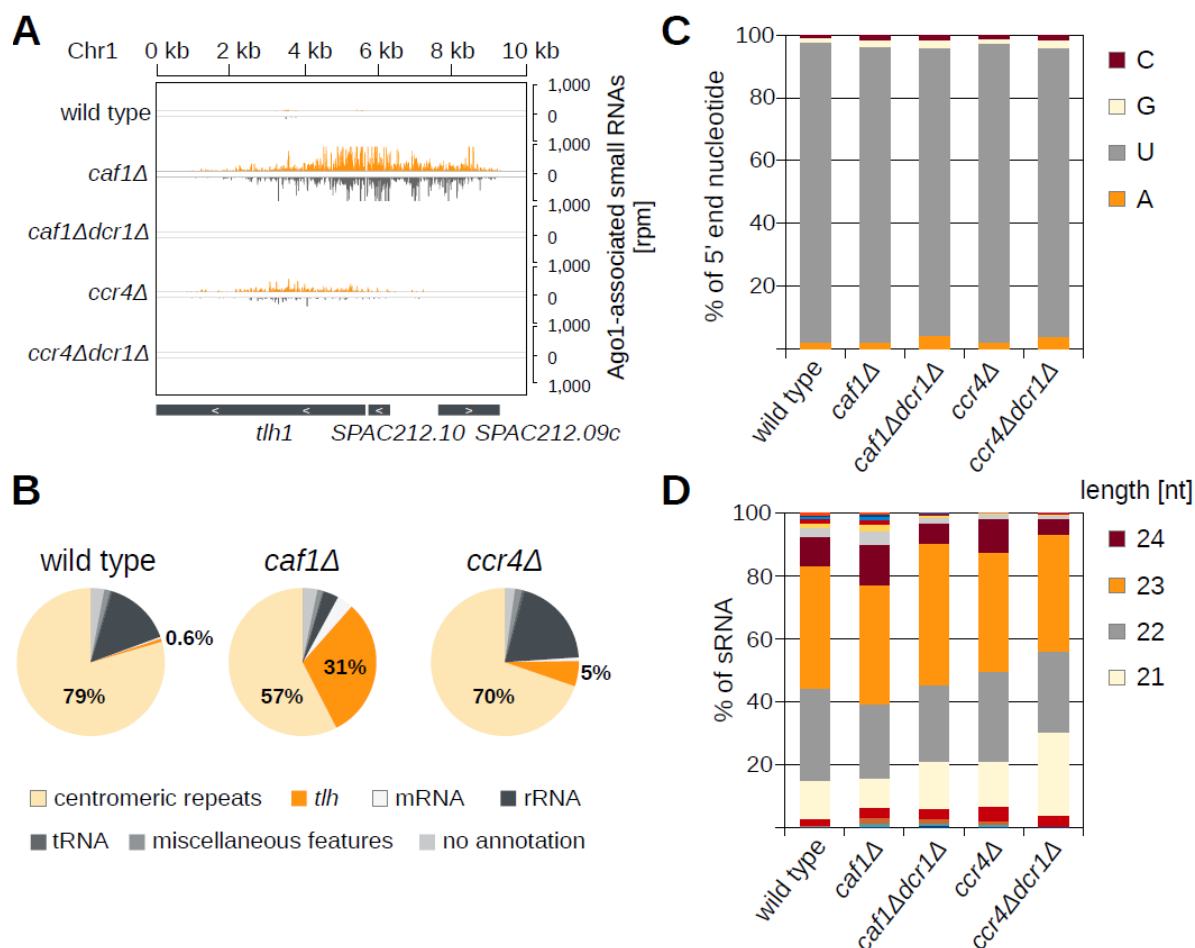 A
Chr1 0 kb 2 kb 4 kb 6 kb 8 kb 10 kb
wild type
caf1Δ
caf1Δdcr1Δ
ccr4Δ
ccr4Δdcr1Δ
1,000
0
1,000
0
1,000
0
1,000
0
1,000
0
1,000
Ago1-associated small RNAs
[rpm]
< < < >
tlh1 SPAC212.10 SPAC212.09c
B
wild type caf1Δ ccr4Δ
0.6%
79%
31%
57%
5%
70%
centromeric repeats tlh mRNA rRNA
tRNA miscellaneous features no annotation
C
% of 5' end nucleotide
100
80
60
40
20
C
G
U
A
wild type
caf1Δ
caf1Δdcr1Δ
ccr4Δ
ccr4Δdcr1Δ
D
length [nt]
% of sRNA
100
80
60
40
20
24
23
22
21
wild type
caf1Δ
caf1Δdcr1Δ
ccr4Δ
ccr4Δdcr1Δ